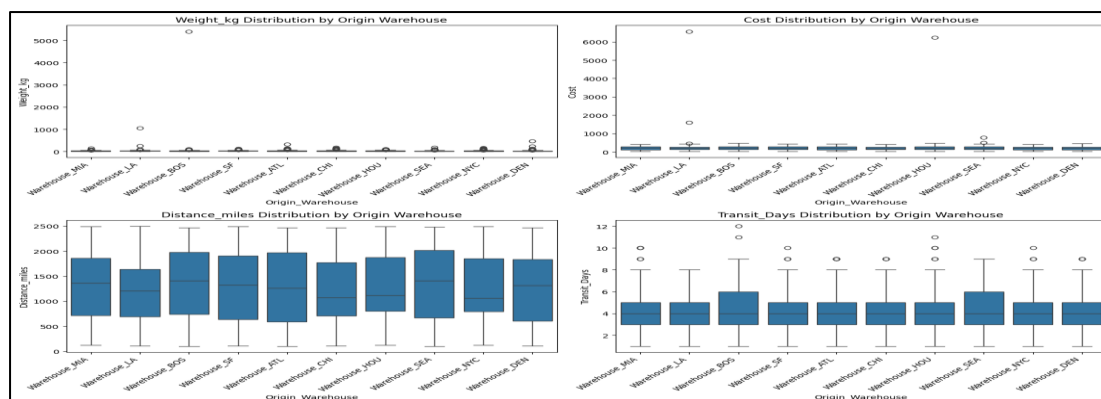 Weight_kg Distribution by Origin Warehouse
Weight_kg
5000
4000
3000
2000
1000
0
Warehouse_MIA
Warehouse_LA
Warehouse_BOS
Warehouse_SF
Warehouse_ATL
Warehouse_CHI
Warehouse_HOU
Warehouse_SEA
Warehouse_NYC
Warehouse_DEN
Origin_Warehouse
Cost Distribution by Origin Warehouse
Cost
6000
5000
4000
3000
2000
1000
0
Warehouse_MIA
Warehouse_LA
Warehouse_BOS
Warehouse_SF
Warehouse_ATL
Warehouse_CHI
Warehouse_HOU
Warehouse_SEA
Warehouse_NYC
Warehouse_DEN
Origin_Warehouse
Distance_miles Distribution by Origin Warehouse
Distance_miles
2500
2000
1500
1000
500
0
Warehouse_MIA
Warehouse_LA
Warehouse_BOS
Warehouse_SF
Warehouse_ATL
Warehouse_CHI
Warehouse_HOU
Warehouse_SEA
Warehouse_NYC
Warehouse_DEN
Origin_Warehouse
Transit_Days Distribution by Origin Warehouse
Transit_Days
12
10
8
6
4
2
Warehouse_MIA
Warehouse_LA
Warehouse_BOS
Warehouse_SF
Warehouse_ATL
Warehouse_CHI
Warehouse_HOU
Warehouse_SEA
Warehouse_NYC
Warehouse_DEN
Origin_Warehouse